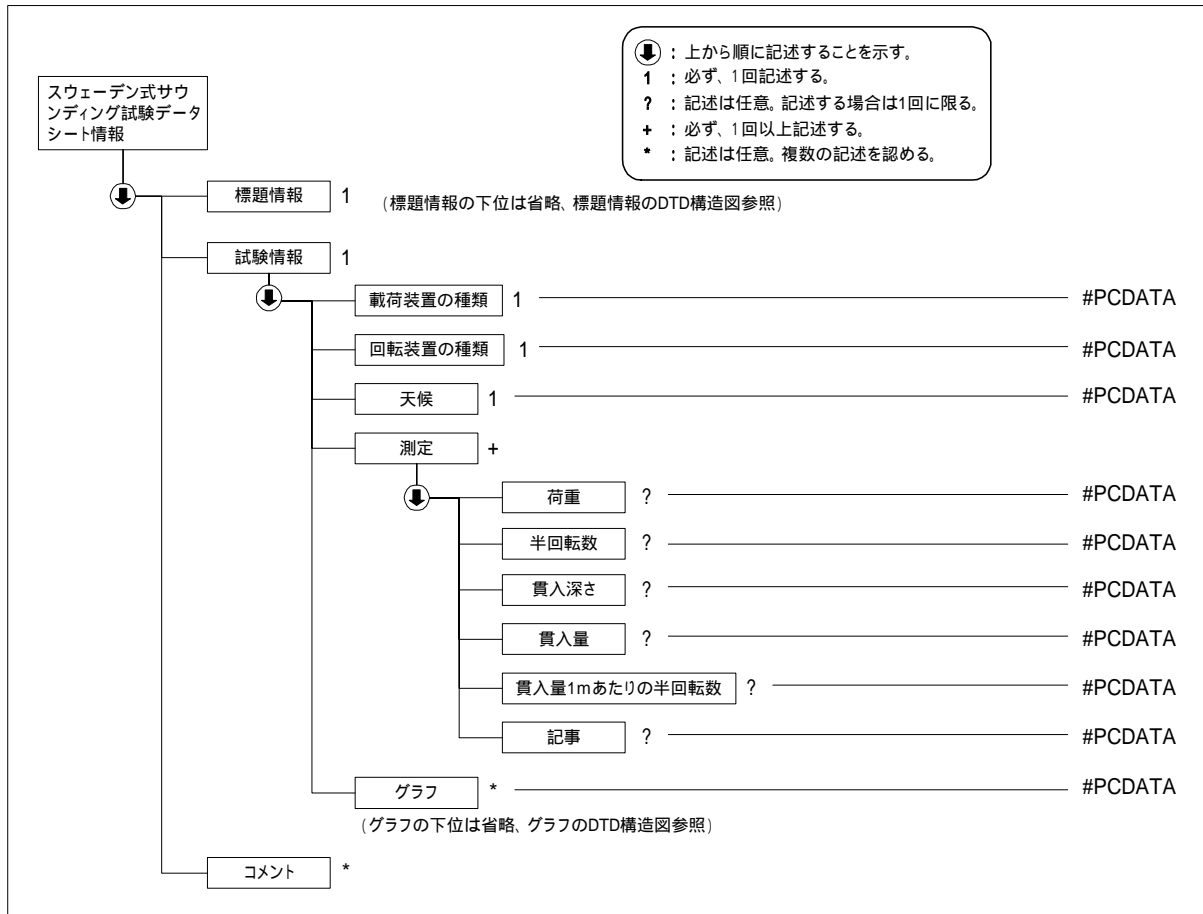 : 上から順に記述することを示す。
1 : 必ず、1回記述する。
? : 記述は任意。記述する場合は1回に限る。
+ : 必ず、1回以上記述する。
* : 記述は任意。複数の記述を認める。
スウェーデン式サウ
ンディング試験データ
シート情報
標題情報 1 (標題情報の下位は省略、標題情報のDTD構造図参照)
試験情報 1
載荷装置の種類 1 #PCDATA
回転装置の種類 1 #PCDATA
天候 1 #PCDATA
測定 +
荷重 ? #PCDATA
半回転数 ? #PCDATA
貫入深さ ? #PCDATA
貫入量 ? #PCDATA
貫入量1mあたりの半回転数 ? #PCDATA
記事 ? #PCDATA
グラフ * #PCDATA
(グラフの下位は省略、グラフのDTD構造図参照)
コメント *